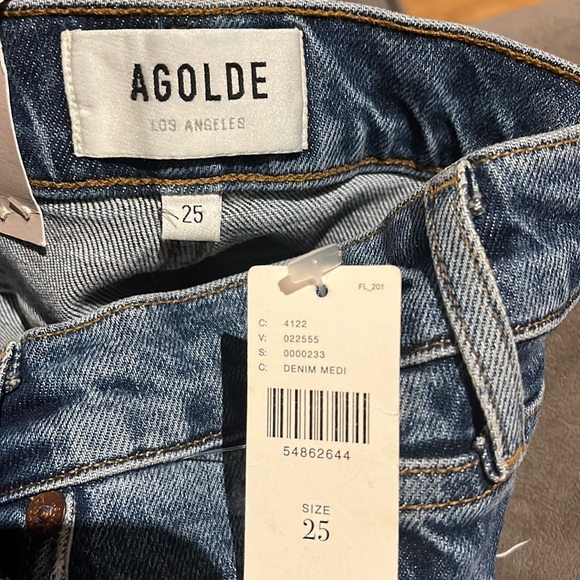 AGOLDE
LOS ANGELES
25
FL_201
C: 4122
V: 022555
S: 0000233
C: DENIM MEDI
54862644
SIZE
25